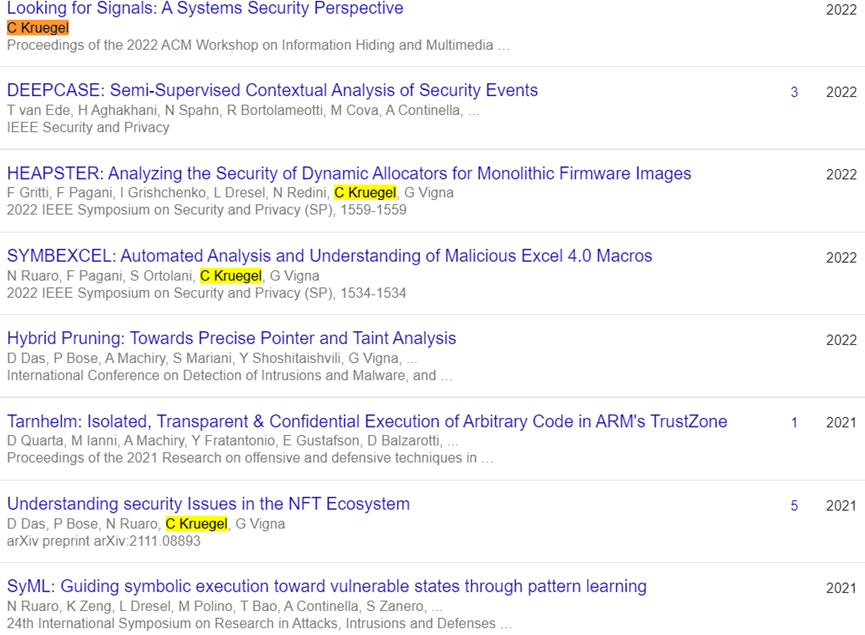 Looking for Signals: A Systems Security Perspective 2022
C Kruegel
Proceedings of the 2022 ACM Workshop on Information Hiding and Multimedia …
DEEPCASE: Semi-Supervised Contextual Analysis of Security Events 3 2022
T van Ede, H Aghakhani, N Spahn, R Bortolameotti, M Cova, A Continella, …
IEEE Security and Privacy
HEAPSTER: Analyzing the Security of Dynamic Allocators for Monolithic Firmware Images 2022
F Gritti, F Pagani, I Grishchenko, L Dresel, N Redini, C Kruegel, G Vigna
2022 IEEE Symposium on Security and Privacy (SP), 1559-1559
SYMBEXCEL: Automated Analysis and Understanding of Malicious Excel 4.0 Macros 2022
N Ruaro, F Pagani, S Ortolani, C Kruegel, G Vigna
2022 IEEE Symposium on Security and Privacy (SP), 1534-1534
Hybrid Pruning: Towards Precise Pointer and Taint Analysis 2022
D Das, P Bose, A Machiry, S Mariani, Y Shoshitaishvili, G Vigna, …
International Conference on Detection of Intrusions and Malware, and …
Tarnhelm: Isolated, Transparent & Confidential Execution of Arbitrary Code in ARM's TrustZone 1 2021
D Quarta, M Ianni, A Machiry, Y Fratantonio, E Gustafson, D Balzarotti, …
Proceedings of the 2021 Research on offensive and defensive techniques in …
Understanding security Issues in the NFT Ecosystem 5 2021
D Das, P Bose, N Ruaro, C Kruegel, G Vigna
arXiv preprint arXiv:2111.08893
SyML: Guiding symbolic execution toward vulnerable states through pattern learning 2021
N Ruaro, K Zeng, L Dresel, M Polino, T Bao, A Continella, S Zanero, …
24th International Symposium on Research in Attacks, Intrusions and Defenses …